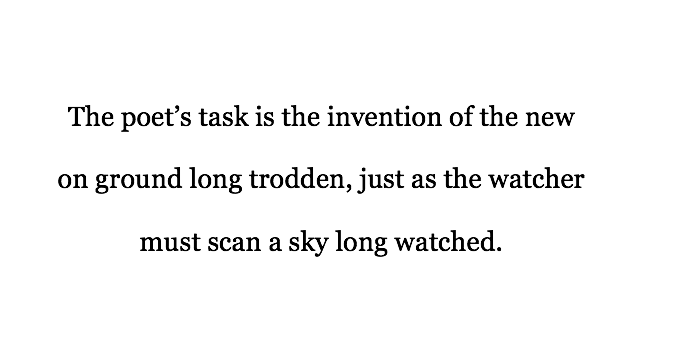 The poet’s task is the invention of the new
on ground long trodden, just as the watcher
must scan a sky long watched.